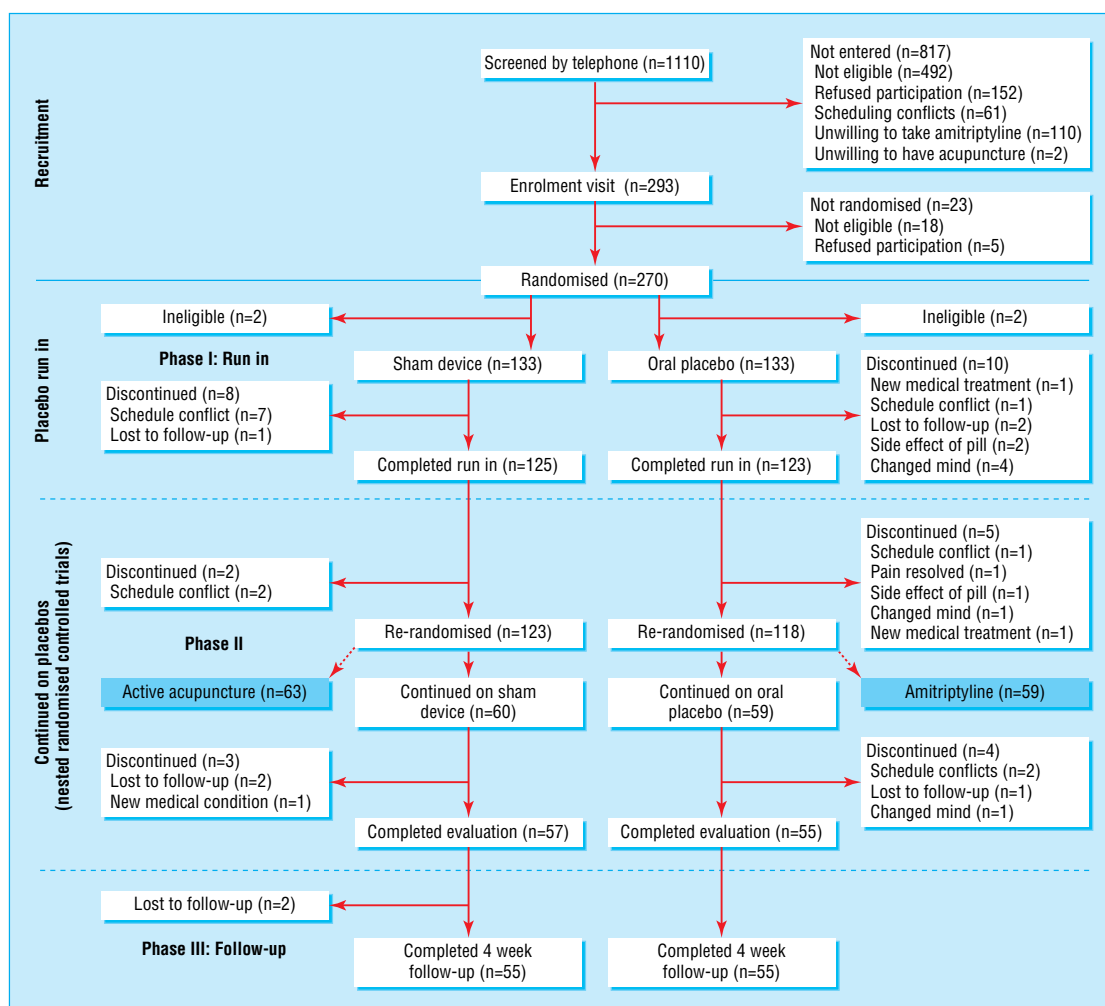 Recruitment
Screened by telephone (n=1110)
Not entered (n=817)
Not eligible (n=492)
Refused participation (n=152)
Scheduling conflicts (n=61)
Unwilling to take amitriptyline (n=110)
Unwilling to have acupuncture (n=2)
Enrolment visit (n=293)
Not randomised (n=23)
Not eligible (n=18)
Refused participation (n=5)
Randomised (n=270)
Placebo run in
Ineligible (n=2)
Ineligible (n=2)
Phase I: Run in
Sham device (n=133)
Oral placebo (n=133)
Discontinued (n=8)
Schedule conflict (n=7)
Lost to follow-up (n=1)
Discontinued (n=10)
New medical treatment (n=1)
Schedule conflict (n=1)
Lost to follow-up (n=2)
Side effect of pill (n=2)
Changed mind (n=4)
Completed run in (n=125)
Completed run in (n=123)
Continued on placebos
(nested randomised controlled trials)
Discontinued (n=2)
Schedule conflict (n=2)
Discontinued (n=5)
Schedule conflict (n=1)
Pain resolved (n=1)
Side effect of pill (n=1)
Changed mind (n=1)
New medical treatment (n=1)
Phase II
Re-randomised (n=123)
Re-randomised (n=118)
Active acupuncture (n=63)
Continued on sham
device (n=60)
Continued on oral
placebo (n=59)
Amitriptyline (n=59)
Discontinued (n=3)
Lost to follow-up (n=2)
New medical condition (n=1)
Discontinued (n=4)
Schedule conflicts (n=2)
Lost to follow-up (n=1)
Changed mind (n=1)
Completed evaluation (n=57)
Completed evaluation (n=55)
Lost to follow-up (n=2)
Phase III: Follow-up
Completed 4 week
follow-up (n=55)
Completed 4 week
follow-up (n=55)